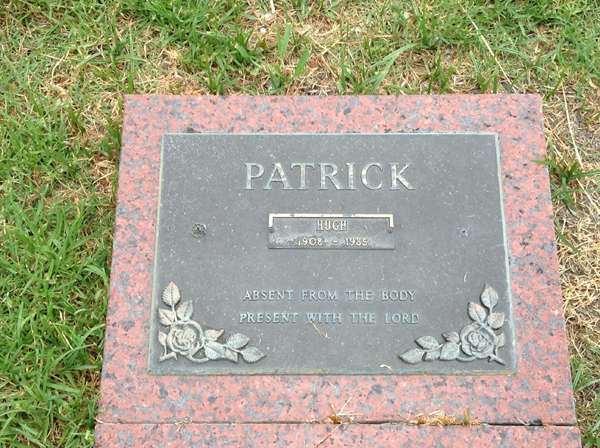 PATRICK
HUGH
1908 - 1985
ABSENT FROM THE BODY
PRESENT WITH THE LORD